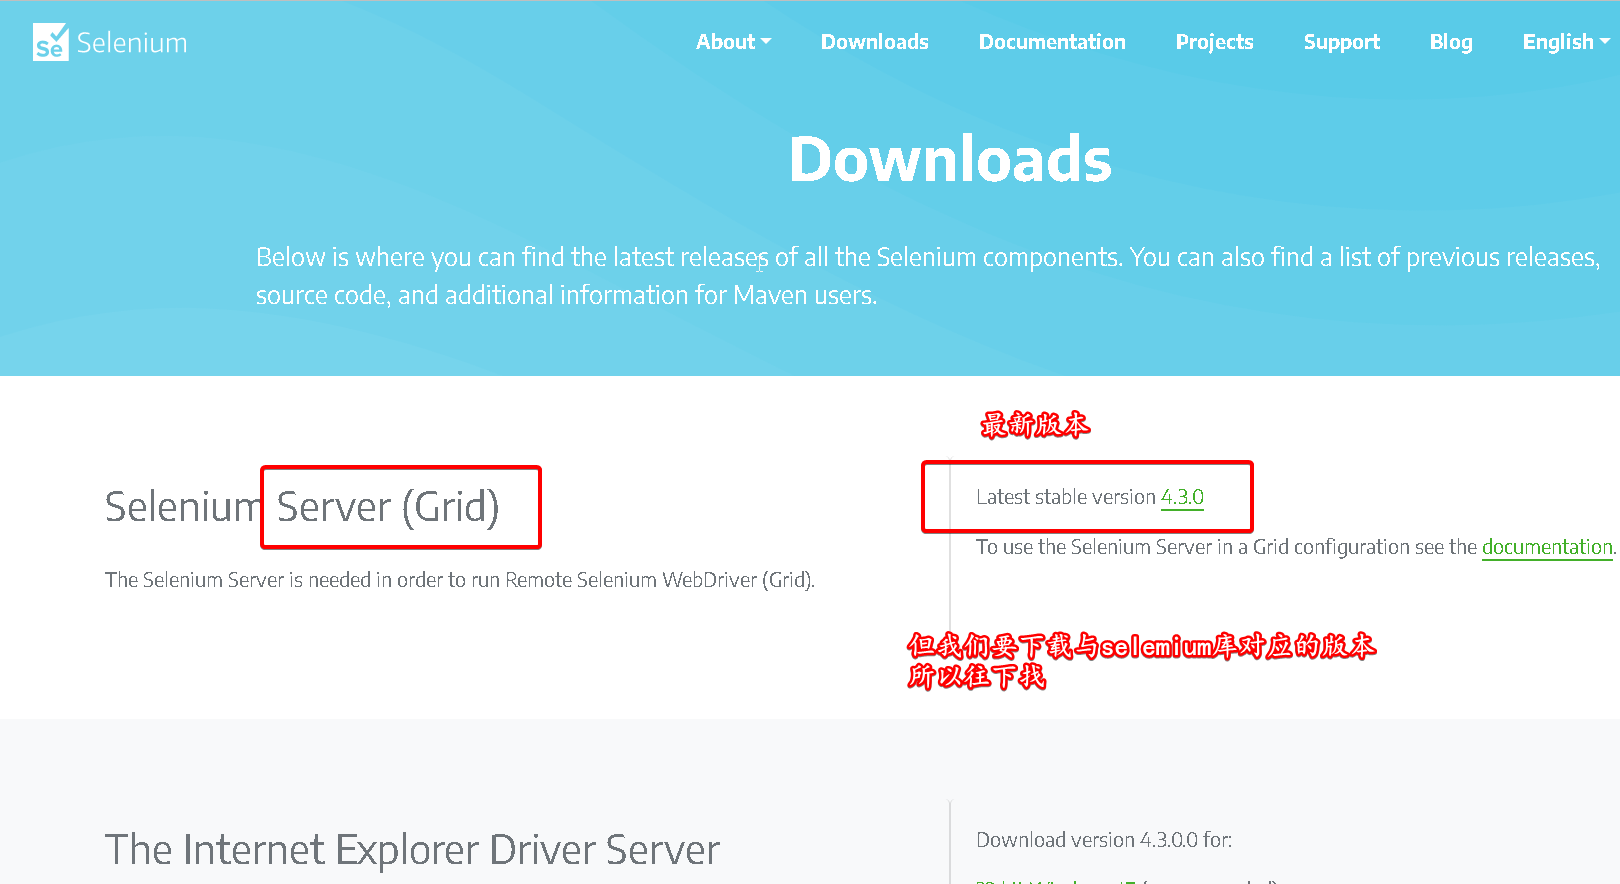 Se Selenium
About Downloads Documentation Projects Support Blog English
Downloads
Below is where you can find the latest releases of all the Selenium components. You can also find a list of previous releases,
source code, and additional information for Maven users.
最新版本
Selenium Server (Grid)
Latest stable version 4.3.0
To use the Selenium Server in a Grid configuration see the documentation.
The Selenium Server is needed in order to run Remote Selenium WebDriver (Grid).
但我们要下载与selemium库对应的版本
所以往下找
The Internet Explorer Driver Server
Download version 4.3.0.0 for: